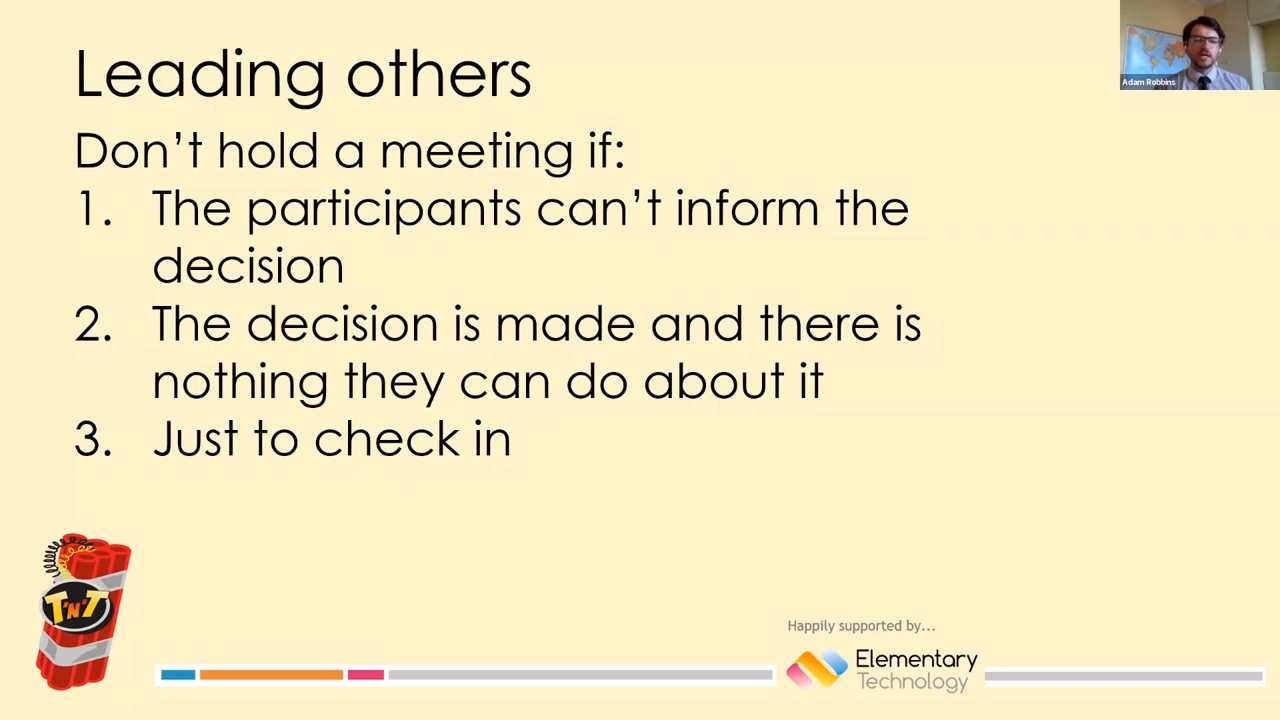 Leading others
Adam Robbins
Don’t hold a meeting if:
1. The participants can’t inform the
decision
2. The decision is made and there is
nothing they can do about it
3. Just to check in
T'N'T
Happily supported by...
Elementary
Technology